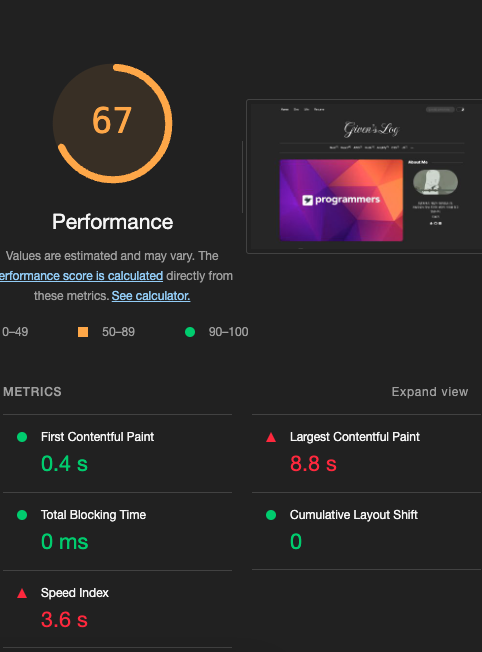 67
Performance
Values are estimated and may vary. The
erformance score is calculated directly from
these metrics. See calculator.
0–49
50–89
90–100
Given's Log
About Me
programmers
METRICS
Expand view
First Contentful Paint
0.4 s
Largest Contentful Paint
8.8 s
Total Blocking Time
0 ms
Cumulative Layout Shift
0
Speed Index
3.6 s